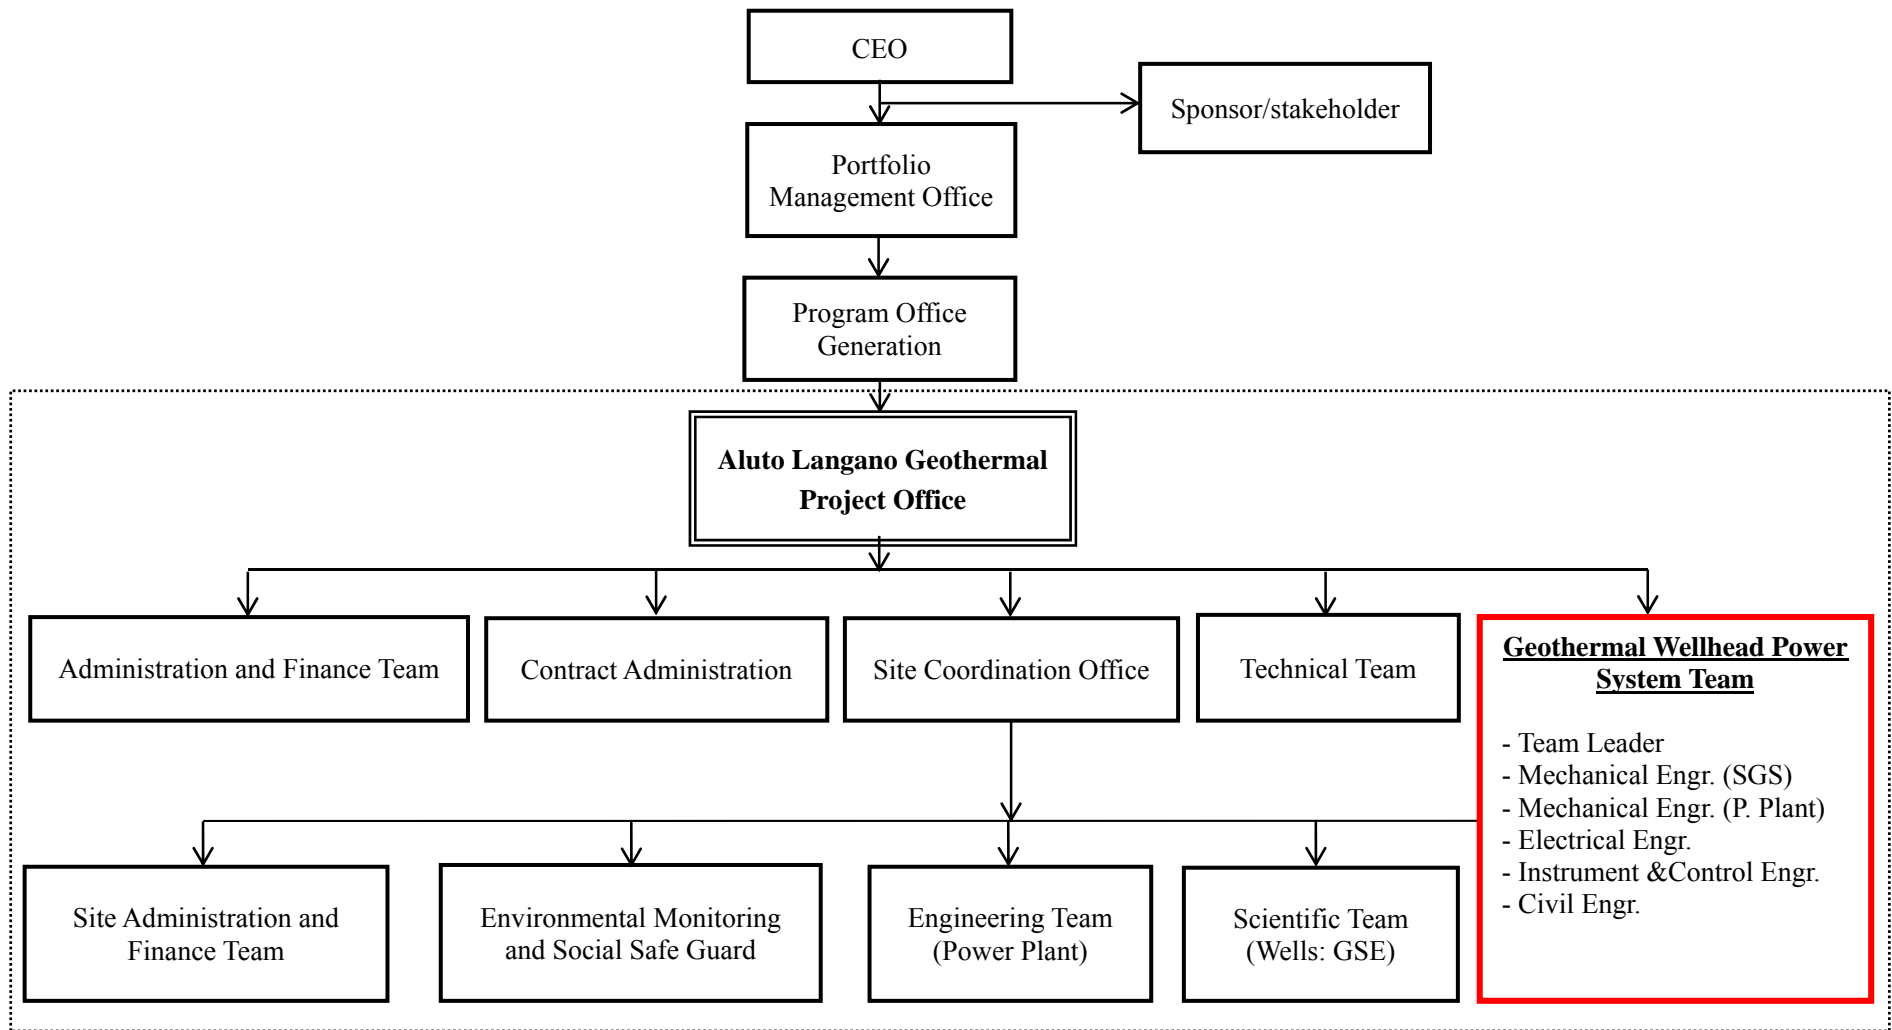 CEO
Sponsor/stakeholder
Portfolio
Management Office
Program Office
Generation
Aluto Langano Geothermal
Project Office
Administration and Finance Team
Contract Administration
Site Coordination Office
Technical Team
Geothermal Wellhead Power
System Team
- Team Leader
- Mechanical Engr. (SGS)
- Mechanical Engr. (P. Plant)
- Electrical Engr.
- Instrument &Control Engr.
- Civil Engr.
Site Administration and
Finance Team
Environmental Monitoring
and Social Safe Guard
Engineering Team
(Power Plant)
Scientific Team
(Wells: GSE)